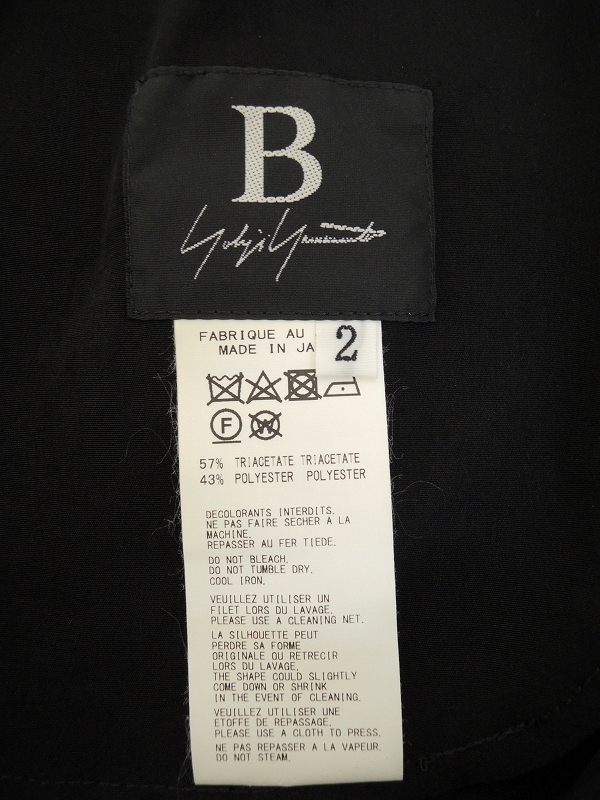 B
Yohji Yamamoto
FABRIQUE AU
MADE IN JA
2
F
W
57% TRIACETATE TRIACETATE
43% POLYESTER POLYESTER
DECOLORANTS INTERDITS.
NE PAS FAIRE SECHER A LA
MACHINE.
REPASSER AU FER TIEDE.
DO NOT BLEACH.
DO NOT TUMBLE DRY.
COOL IRON.
VEUILLEZ UTILISER UN
FILET LORS DU LAVAGE.
PLEASE USE A CLEANING NET.
LA SILHOUETTE PEUT
PERDRE SA FORME
ORIGINALE OU RETRECIR
LORS DU LAVAGE.
THE SHAPE COULD SLIGHTLY
COME DOWN OR SHRINK
IN THE EVENT OF CLEANING.
VEUILLEZ UTILISER UNE
ETOFFE DE REPASSAGE.
PLEASE USE A CLOTH TO PRESS.
NE PAS REPASSER A LA VAPEUR.
DO NOT STEAM.